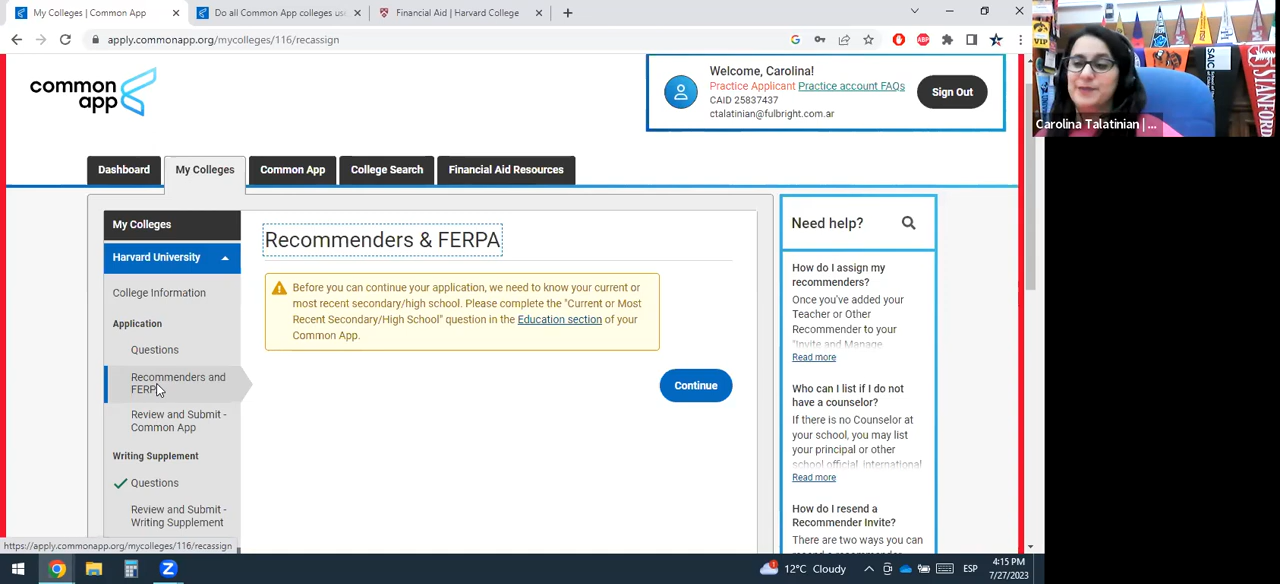 My Colleges | Common App
Do all Common App colleges us
Financial Aid | Harvard College
apply.commonapp.org/mycolleges/116/recassign
common
app
Welcome, Carolina!
Practice Applicant Practice account FAQs
CAID 25837437
ctalatinian@fulbright.com.ar
Sign Out
Dashboard
My Colleges
Common App
College Search
Financial Aid Resources
My Colleges
Harvard University
College Information
Application
Questions
Recommenders and
FERPA
Review and Submit -
Common App
Writing Supplement
Questions
Review and Submit -
Writing Supplement
Recommenders & FERPA
Before you can continue your application, we need to know your current or
most recent secondary/high school. Please complete the "Current or Most
Recent Secondary/High School" question in the Education section of your
Common App.
Continue
Need help?
How do I assign my
recommenders?
Once you've added your
Teacher or Other
Recommender to your
"Invite and Manage
Read more
Who can I list if I do not
have a counselor?
If there is no Counselor at
your school, you may list
your principal or other
school official, international
Read more
How do I resend a
Recommender Invite?
There are two ways you can
https://apply.commonapp.org/mycolleges/116/recassign
12°C Cloudy
ESP
4:15 PM
7/27/2023
VIP
SAIC
STANFORD
Carolina Talatinian | ...